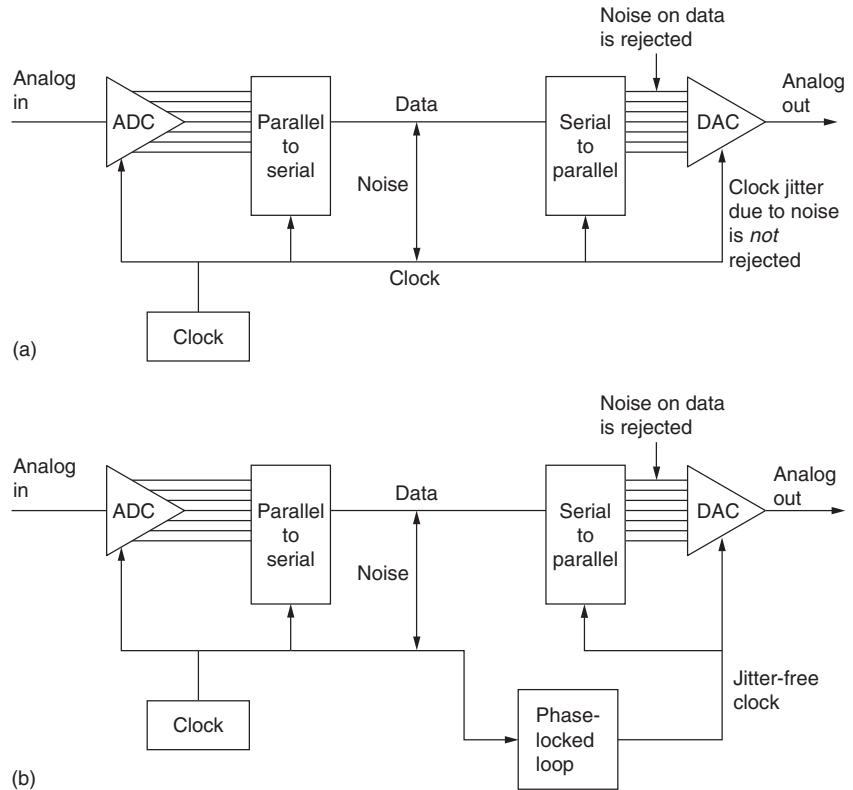 Noise on data
is rejected
Analog
in
ADC
Parallel
to
serial
Data
Noise
Serial
to
parallel
DAC
Analog
out
Clock jitter
due to noise
is not
rejected
Clock
Clock
(a)
Noise on data
is rejected
Analog
in
ADC
Parallel
to
serial
Data
Noise
Serial
to
parallel
DAC
Analog
out
Jitter-free
clock
Clock
Phase-
locked
loop
(b)